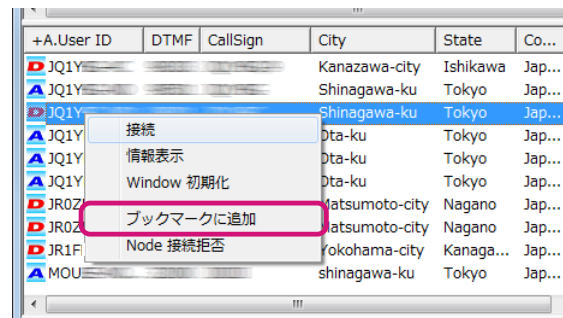 +A.User ID DTMF CallSign City State Co...
D JQ1Y Kanazawa-city Ishikawa Jap...
A JQ1Y Shinagawa-ku Tokyo Jap...
D JQ1Y Shinagawa-ku Tokyo Jap...
接続
A JQ1Y Ota-ku Tokyo Jap...
情報表示
A JQ1Y Ota-ku Tokyo Jap...
Window 初期化
A JQ1Y Ota-ku Tokyo Jap...
D JR0Z Matsumoto-city Nagano Jap...
ブックマークに追加
D JR0Z Matsumoto-city Nagano Jap...
Node 接続拒否
D JR1F Yokohama-city Kanaga... Jap...
A MOU shinagawa-ku Tokyo Jap...